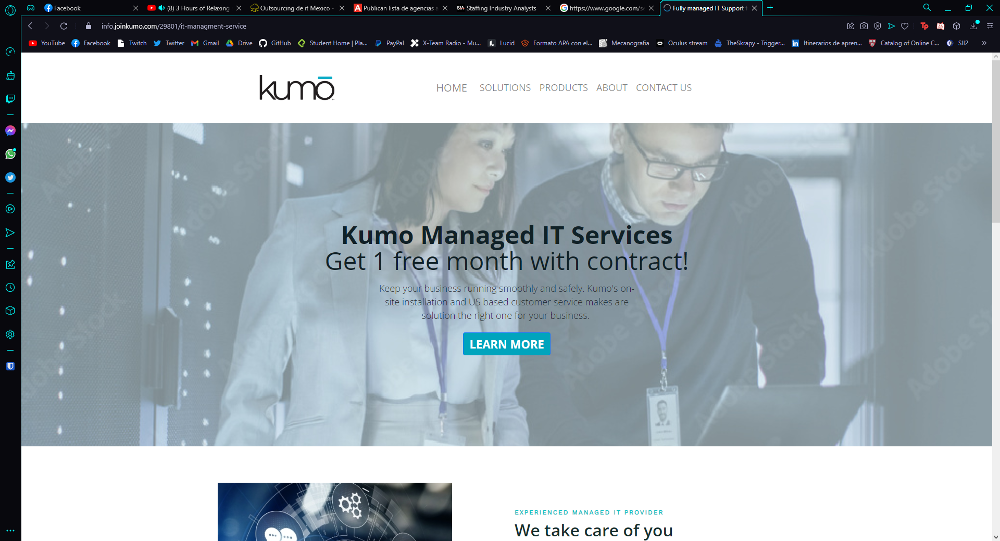 Facebook
(8) 3 Hours of Relaxing
Outsourcing de it Mexico -
Publican lista de agencias a
SIA Staffing Industry Analysts
https://www.google.com/se
Fully managed IT Support f
info.joinkumo.com/29801/it-managment-service
YouTube
Facebook
Twitch
Twitter
Gmail
Drive
GitHub
Student Home | Pla...
PayPal
X-Team Radio - Mu...
Lucid
Formato APA con el...
Mecanografia
Oculus stream
TheSkrapy - Trigger...
Itinerarios de apren...
Catalog of Online C...
SII2
kumo
HOME
SOLUTIONS
PRODUCTS
ABOUT
CONTACT US
Kumo Managed IT Services
Get 1 free month with contract!
Keep your business running smoothly and safely. Kumo's on-
site installation and US based customer service makes are
solution the right one for your business.
LEARN MORE
Adobe Stock
EXPERIENCED MANAGED IT PROVIDER
We take care of you